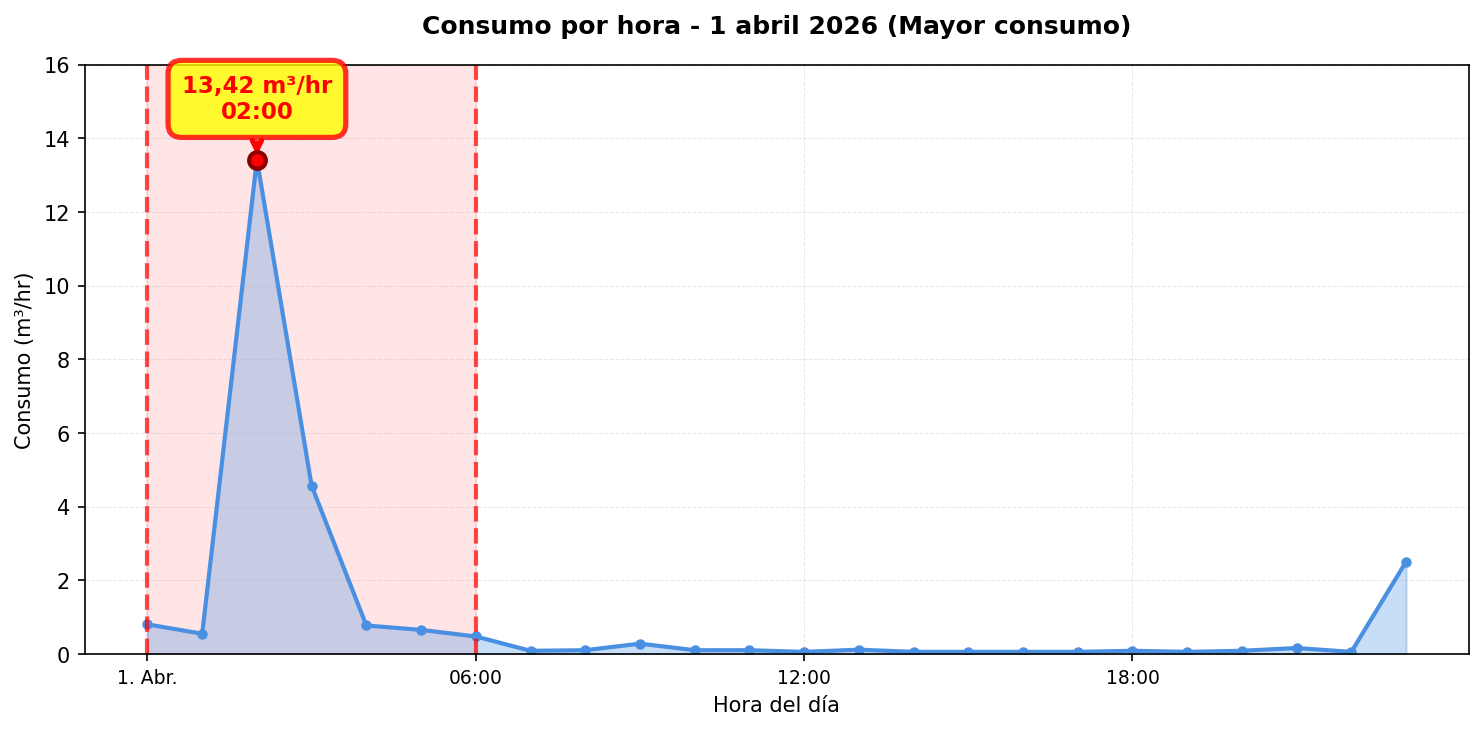 Consumo por hora - 1 abril 2026 (Mayor consumo)
13,42 m³/hr
02:00
Consumo (m³/hr)
16
14
12
10
8
6
4
2
0
1. Abr.
06:00
12:00
18:00
Hora del día